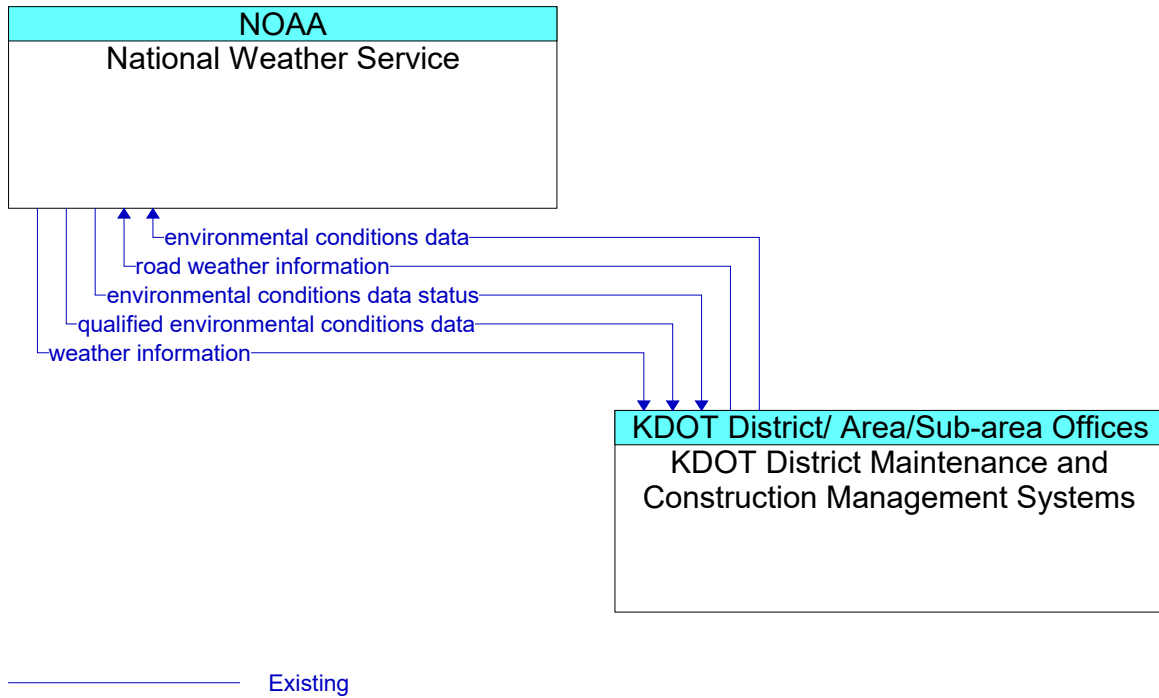 NOAA
National Weather Service
environmental conditions data
road weather information
environmental conditions data status
qualified environmental conditions data
weather information
KDOT District/ Area/Sub-area Offices
KDOT District Maintenance and
Construction Management Systems
Existing